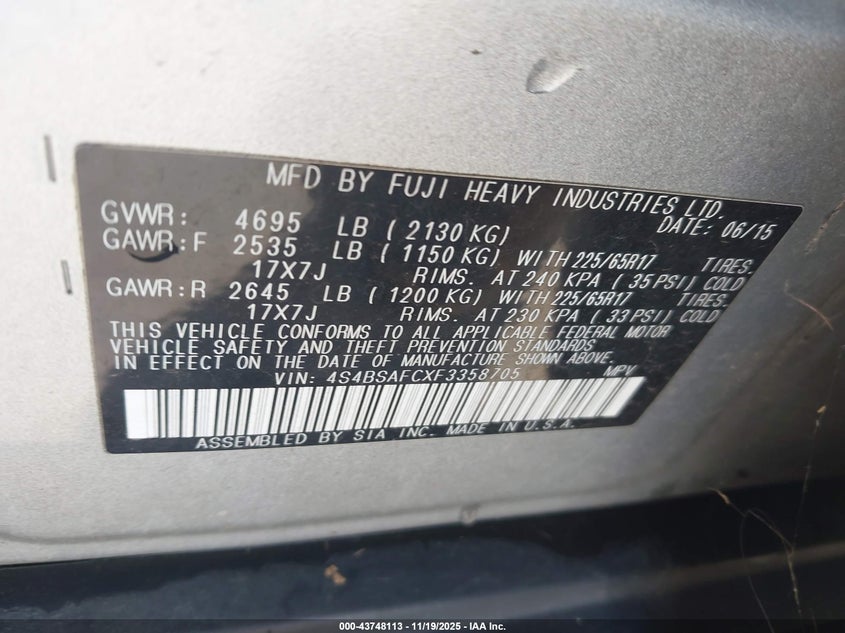 MFD BY FUJI HEAVY INDUSTRIES LTD.
GVWR: 4695 LB ( 2130 KG) DATE: 06/15
GAWR:F 2535 LB ( 1150 KG) WITH 225/65R17 TIRES.
17X7J RIMS. AT 240 KPA ( 35 PSI) COLD
GAWR:R 2645 LB ( 1200 KG) WITH 225/65R17 TIRES.
17X7J RIMS. AT 230 KPA ( 33 PSI) COLD
THIS VEHICLE CONFORMS TO ALL APPLICABLE FEDERAL MOTOR
VEHICLE SAFETY AND THEFT PREVENTION STANDARDS
IN EFFECT ON THE DATE OF MANUFACTURE SHOWN ABOVE.
VIN: 4S4BSAFCXF3358705 MPV
ASSEMBLED BY SIA INC. MADE IN U.S.A.
000-43748113 - 11/19/2025 - IAA Inc.